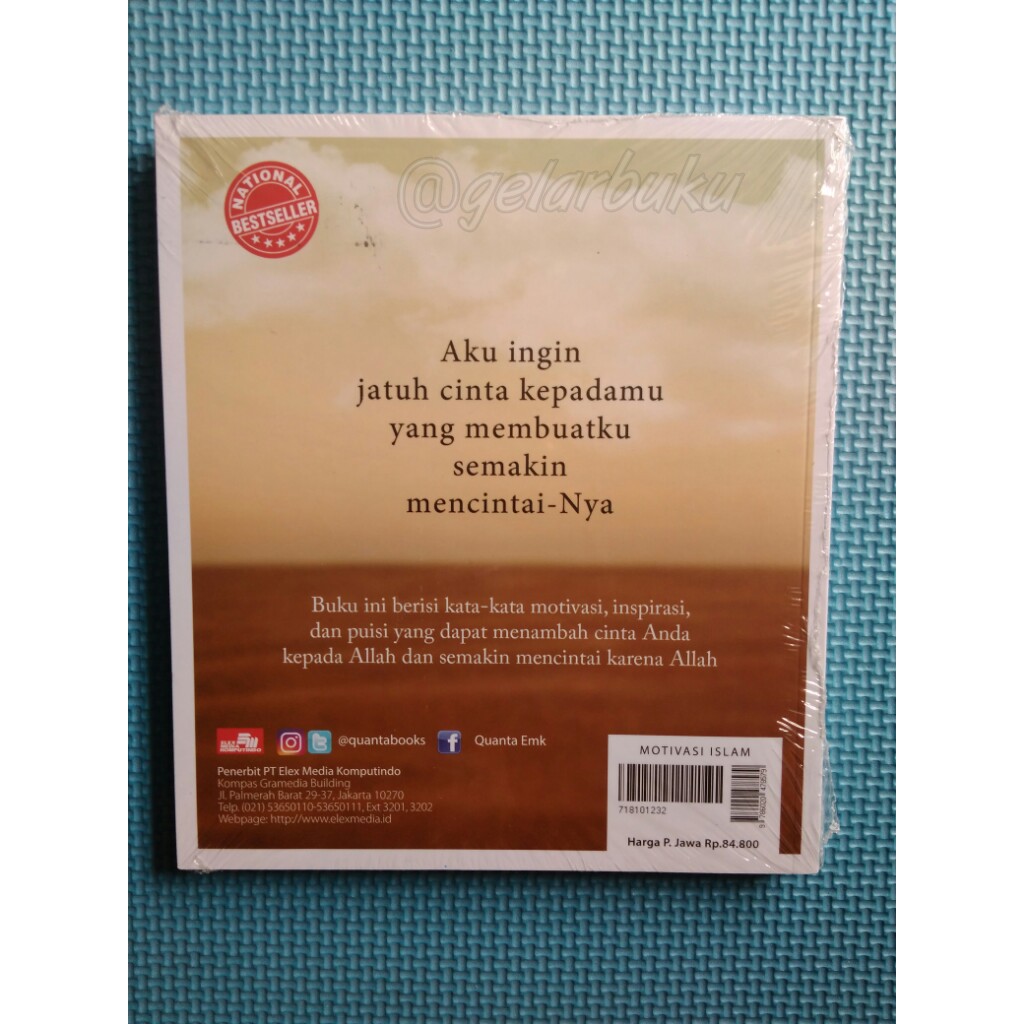 @gelarbuku
NATIONAL
BESTSELLER
Aku ingin
jatuh cinta kepadamu
yang membuatku
semakin
mencintai-Nya
Buku ini berisi kata-kata motivasi, inspirasi,
dan puisi yang dapat menambah cinta Anda
kepada Allah dan semakin mencintai karena Allah
ELEX MEDIA KOMPUTINDO
@quantabooks
Quanta Emk
Penerbit PT Elex Media Komputindo
Kompas Gramedia Building
Jl. Palmerah Barat 29-37, Jakarta 10270
Telp. (021) 53650110-53650111, Ext 3201, 3202
Webpage: http://www.elexmedia.id
MOTIVASI ISLAM
718101232
Harga P. Jawa Rp.84.800